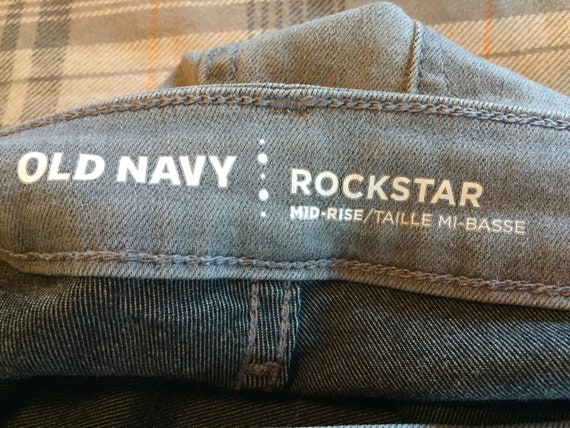 OLD NAVY
ROCKSTAR
MID-RISE/TAILLE MI-BASSE